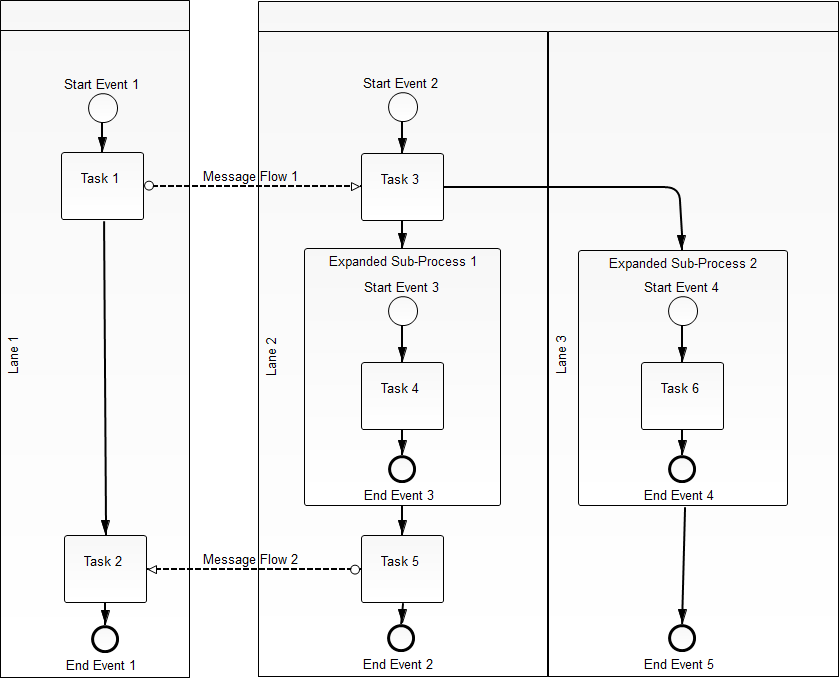 Start Event 1
Start Event 2
Task 1
Message Flow 1
Task 3
Expanded Sub-Process 1
Expanded Sub-Process 2
Start Event 3
Start Event 4
Lane 1
Lane 2
Lane 3
Task 4
Task 6
End Event 3
End Event 4
Task 2
Message Flow 2
Task 5
End Event 1
End Event 2
End Event 5